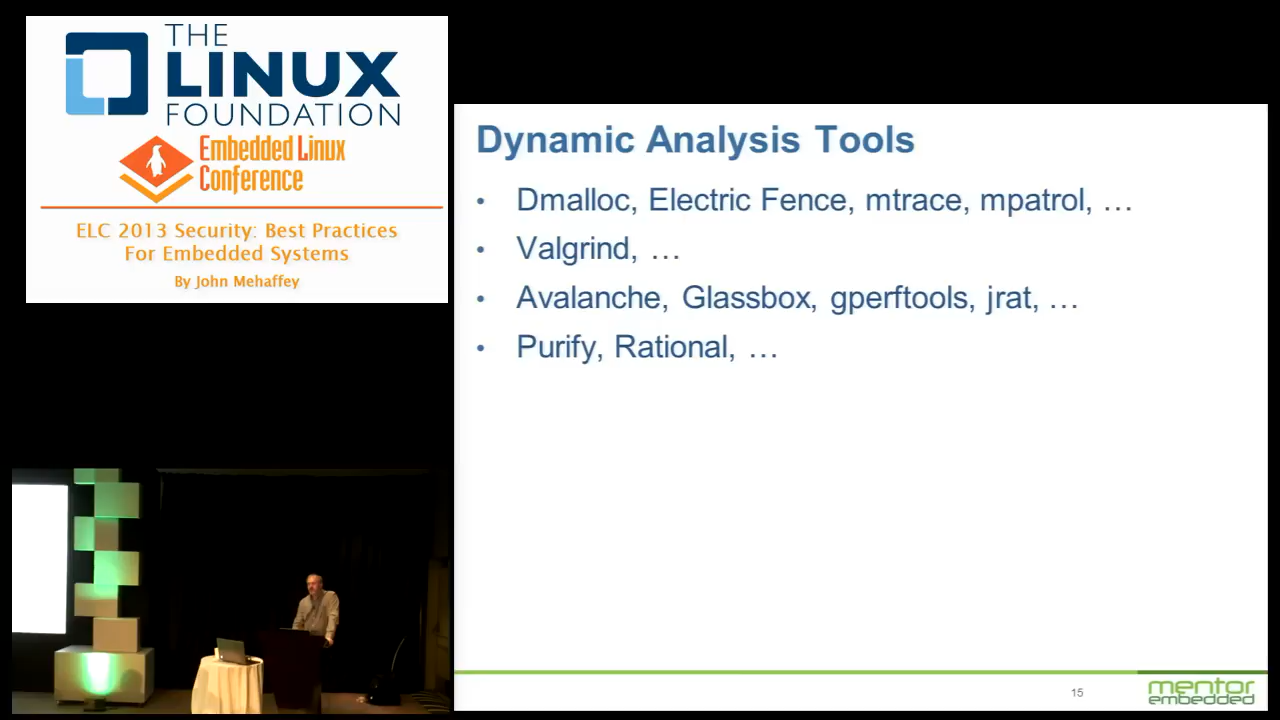 THE
LINUX
FOUNDATION
Embedded Linux
Conference
ELC 2013 Security: Best Practices
For Embedded Systems
By John Mehaffey
Dynamic Analysis Tools
• Dmalloc, Electric Fence, mtrace, mpatrol, …
• Valgrind, …
• Avalanche, Glassbox, gperftools, jrat, …
• Purify, Rational, …
15
mentor
embedded